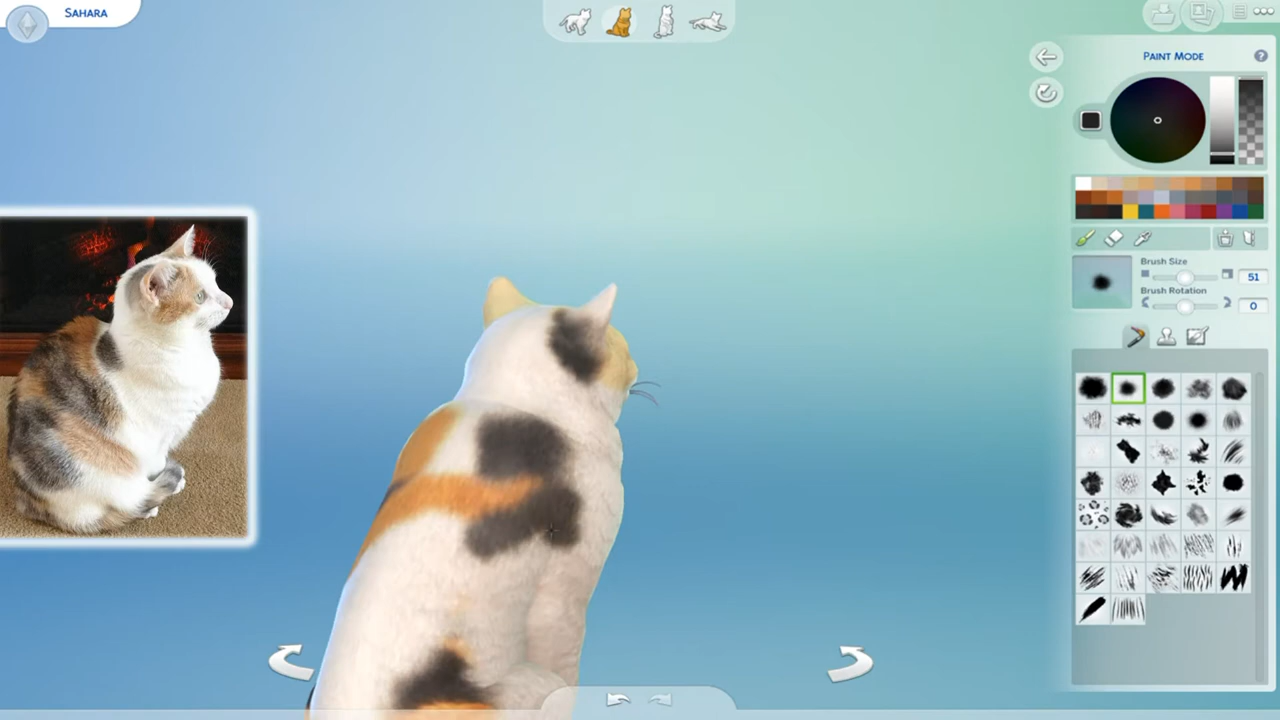 SAHARA
PAINT MODE
?
Brush Size
51
Brush Rotation
0